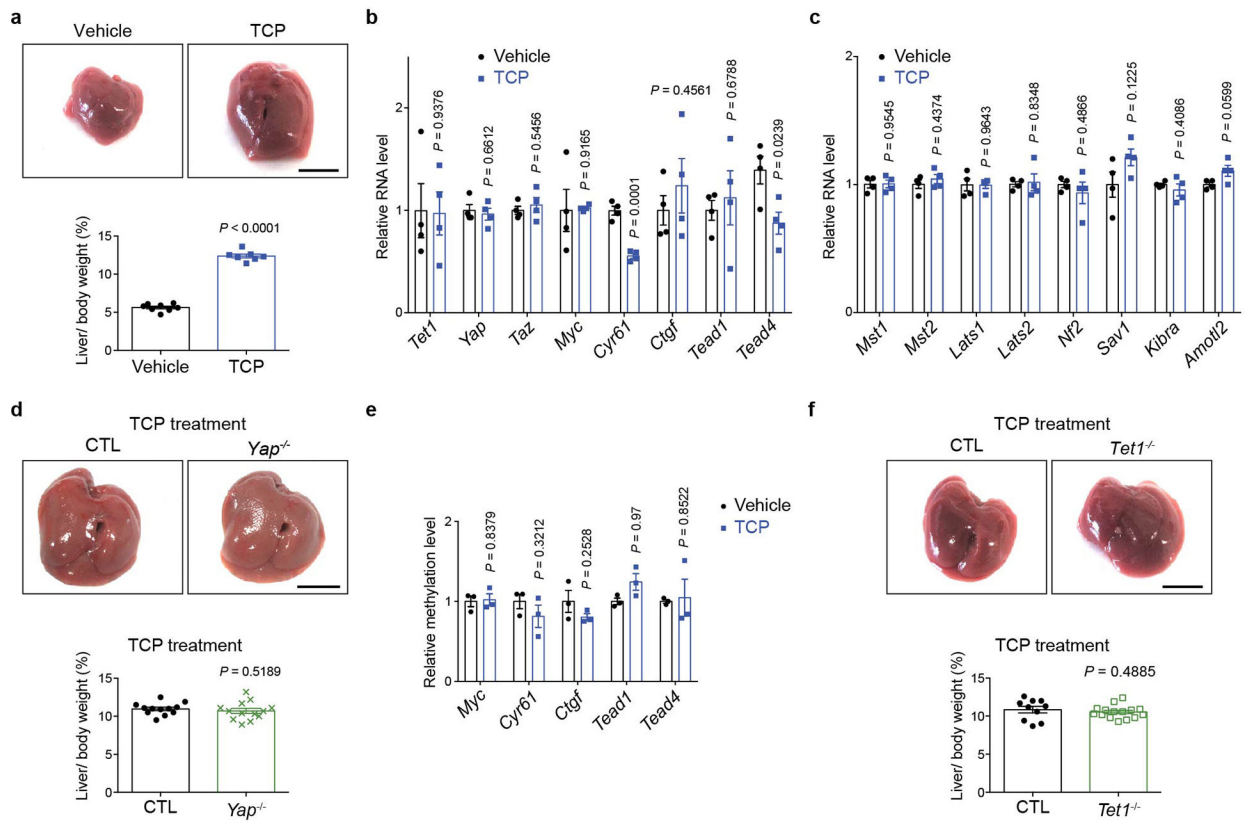 a
Vehicle TCP
P < 0.0001
Liver/ body weight (%)
15
10
5
0
Vehicle TCP
b
Vehicle
TCP
Relative RNA level
2
1
0
P = 0.9376
P = 0.6612
P = 0.5456
P = 0.9165
P = 0.0001
P = 0.4561
P = 0.6788
P = 0.0239
Tet1 Yap Taz Myc Cyr61 Ctgf Tead1 Tead4
c
Vehicle
TCP
Relative RNA level
2
1
0
P = 0.9545
P = 0.4374
P = 0.9643
P = 0.8348
P = 0.4866
P = 0.1225
P = 0.4086
P = 0.0599
Mst1 Mst2 Lats1 Lats2 Nf2 Sav1 Kibra Amotl2
d
TCP treatment
CTL Yap-/-
TCP treatment
P = 0.5189
Liver/ body weight (%)
15
10
5
0
CTL Yap-/-
e
Vehicle
TCP
Relative methylation level
2
1
0
P = 0.8379
P = 0.3212
P = 0.2528
P = 0.97
P = 0.8522
Myc Cyr61 Ctgf Tead1 Tead4
f
TCP treatment
CTL Tet1-/-
TCP treatment
P = 0.4885
Liver/ body weight (%)
15
10
5
0
CTL Tet1-/-